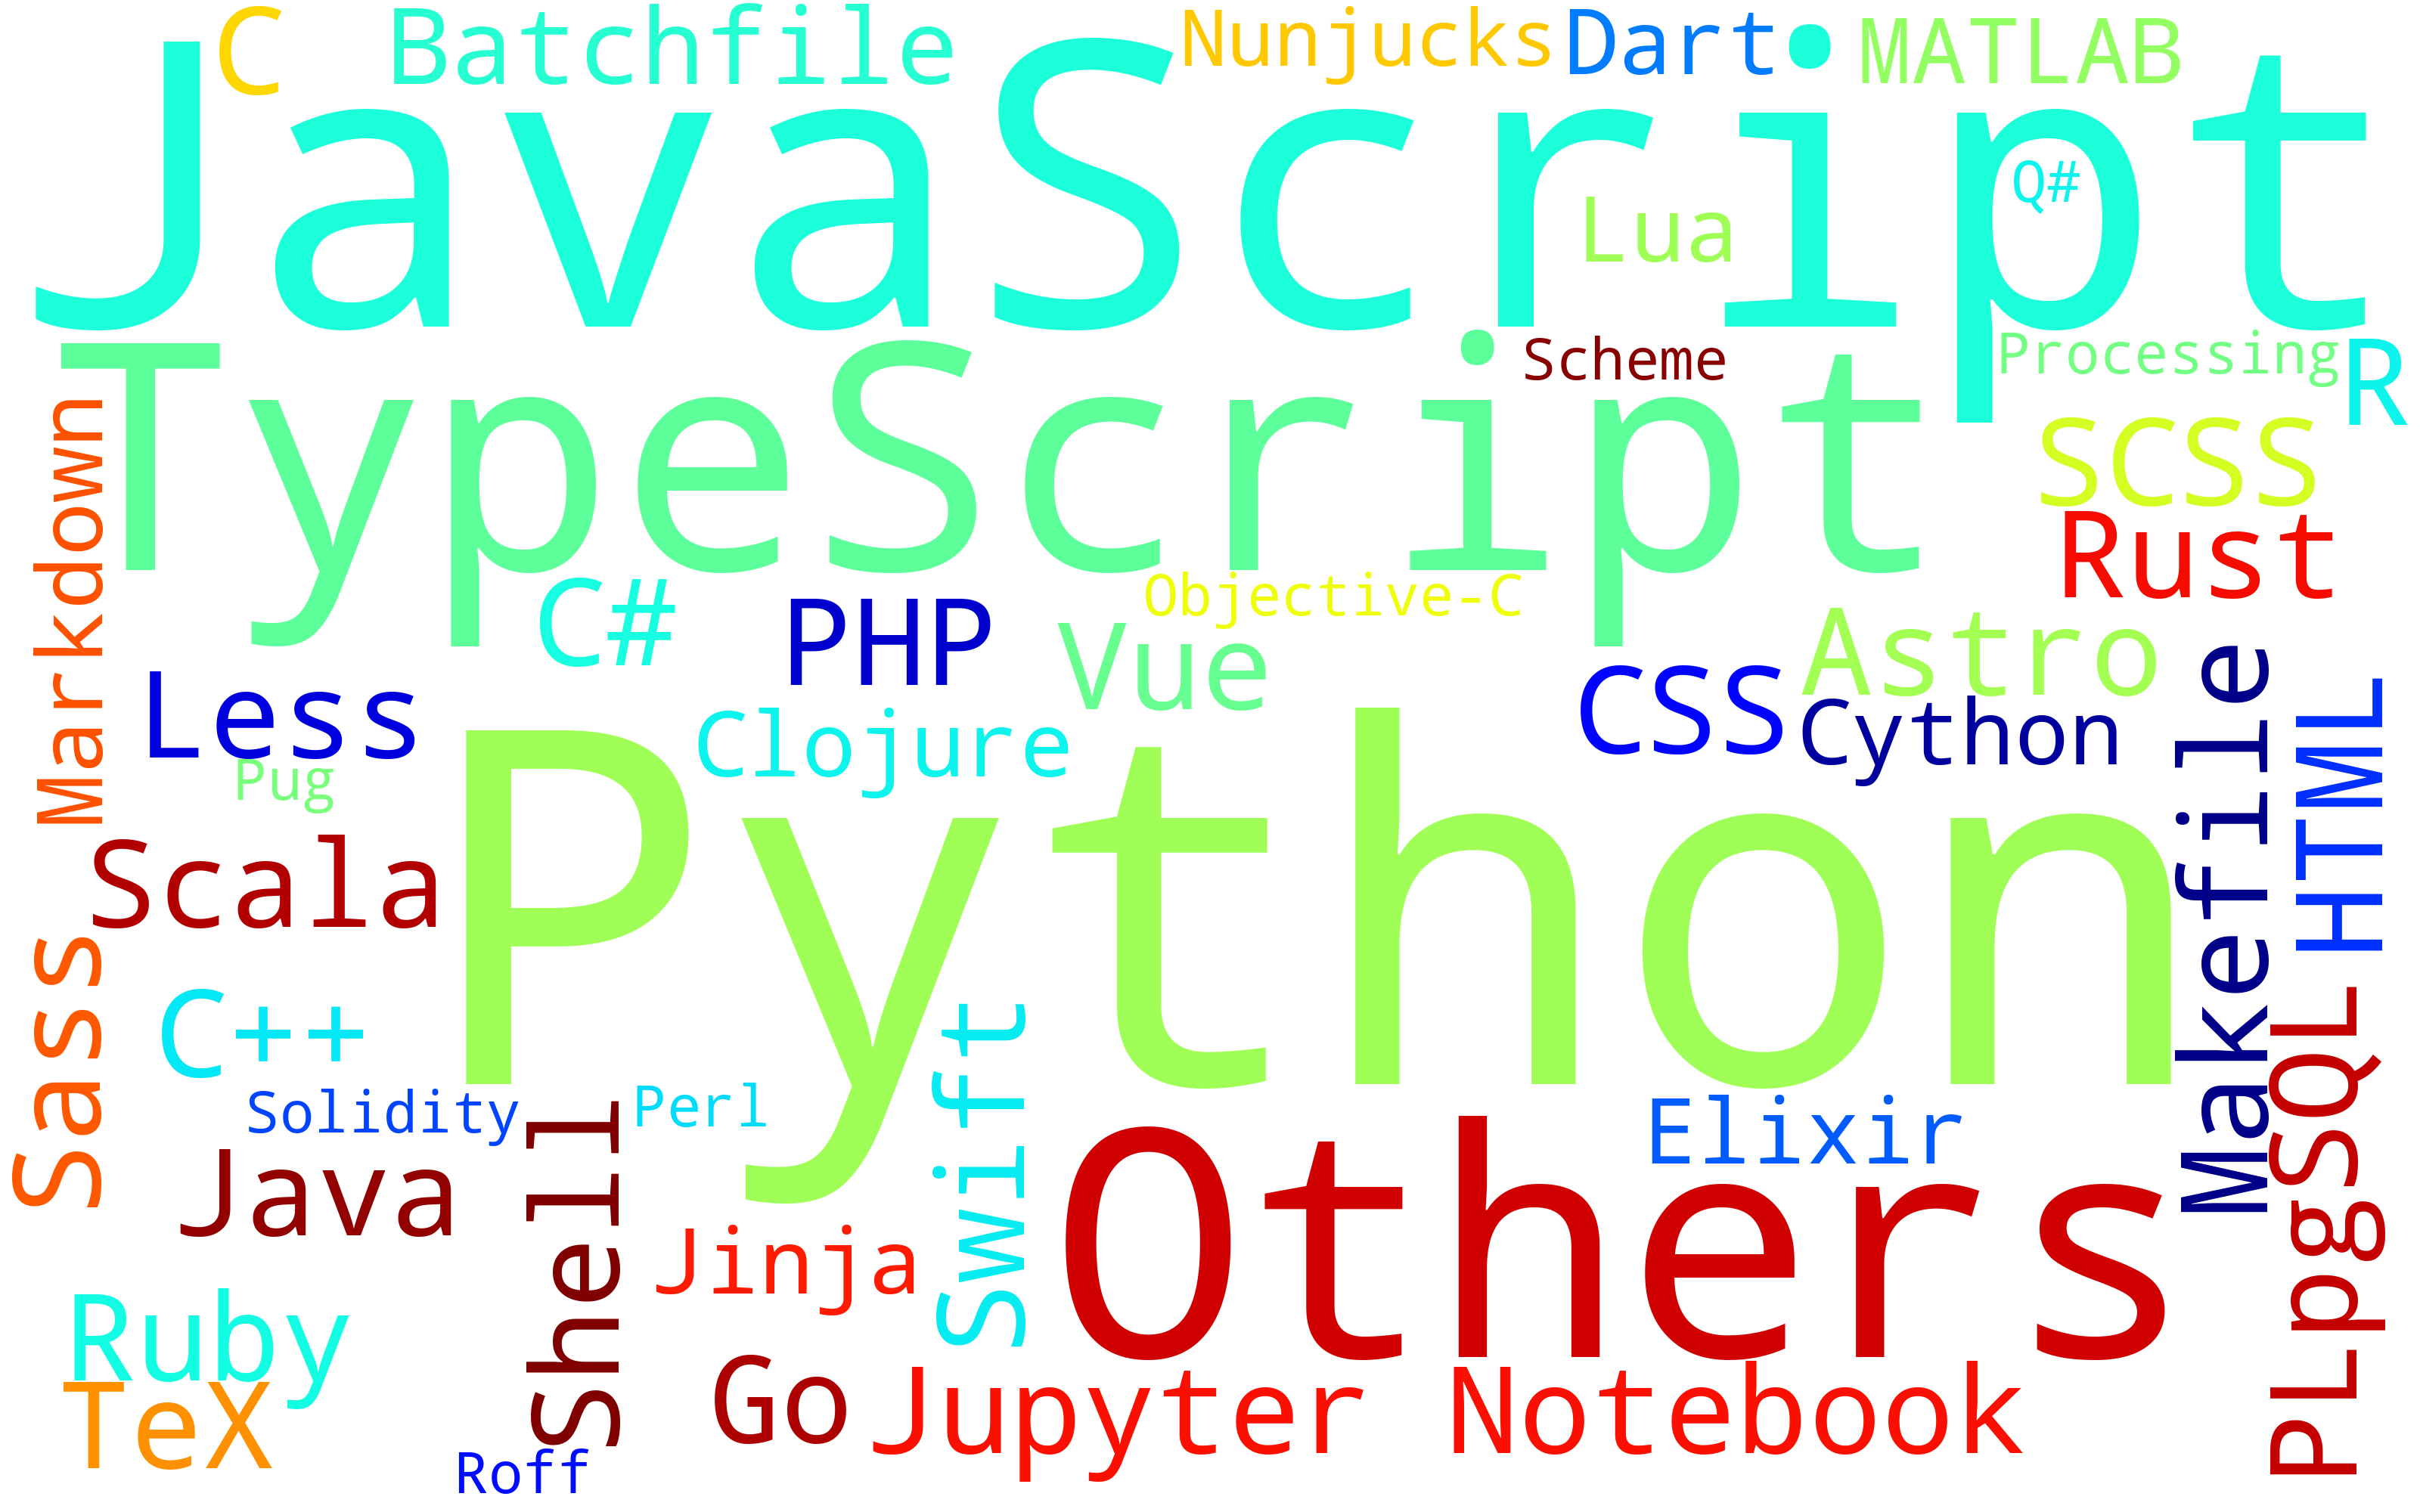 C
Batchfile
Nunjucks
Dart
MATLAB
JavaScript
Q#
Lua
Scheme
Processing
R
TypeScript
Markdown
SCSS
Rust
C#
PHP
Objective-C
Vue
Astro
Less
CSS
Cython
Clojure
Pug
Python
Makefile
HTML
Scala
Sass
C++
Swift
Solidity
Perl
Elixir
PLpgSQL
Java
Shell
Others
Jinja
Ruby
Go
Jupyter Notebook
TeX
Roff